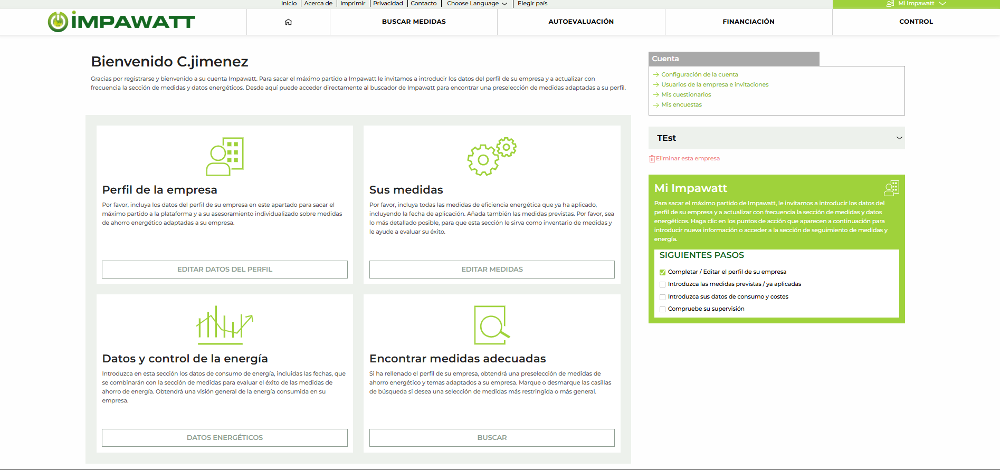 Inicio
Acerca de
Imprimir
Privacidad
Contacto
Choose Language
Elegir país
Mi Impawatt
iMPAWATT
BUSCAR MEDIDAS
AUTOEVALUACIÓN
FINANCIACIÓN
CONTROL
Bienvenido C.jimenez
Gracias por registrarse y bienvenido a su cuenta Impawatt. Para sacar el máximo partido a Impawatt le invitamos a introducir los datos del perfil de su empresa y a actualizar con
frecuencia la sección de medidas y datos energéticos. Desde aquí puede acceder directamente al buscador de Impawatt para encontrar una preselección de medidas adaptadas a su perfil.
Perfil de la empresa
Por favor, incluya los datos del perfil de su empresa en este apartado para sacar el
máximo partido a la plataforma y a su asesoramiento individualizado sobre medidas
de ahorro energético adaptadas a su empresa.
EDITAR DATOS DEL PERFIL
Sus medidas
Por favor, incluya todas las medidas de eficiencia energética que ya ha aplicado,
incluyendo la fecha de aplicación. Añada también las medidas previstas. Por favor, sea
lo más detallado posible, para que esta sección le sirva como inventario de medidas y
le ayude a evaluar su éxito.
EDITAR MEDIDAS
Datos y control de la energía
Introduzca en esta sección los datos de consumo de energía, incluidas las fechas, que
se combinarán con la sección de medidas para evaluar el éxito de las medidas de
ahorro de energía. Obtendrá una visión general de la energía consumida en su
empresa.
DATOS ENERGÉTICOS
Encontrar medidas adecuadas
Si ha rellenado el perfil de su empresa, obtendrá una preselección de medidas de
ahorro energético y temas adaptados a su empresa. Marque o desmarque las casillas
de búsqueda si desea una selección de medidas más restringida o más general.
BUSCAR
Cuenta
Configuración de la cuenta
Usuarios de la empresa e invitaciones
Mis cuestionarios
Mis encuestas
TEst
Eliminar esta empresa
Mi Impawatt
Para sacar el máximo partido de Impawatt, le invitamos a introducir los datos del
perfil de su empresa y a actualizar con frecuencia la sección de medidas y datos
energéticos. Haga clic en los puntos de acción que aparecen a continuación para
introducir nueva información o acceder a la sección de seguimiento de medidas y
energía.
SIGUIENTES PASOS
Completar / Editar el perfil de su empresa
Introduzca las medidas previstas / ya aplicadas
Introduzca sus datos de consumo y costes
Compruebe su supervisión